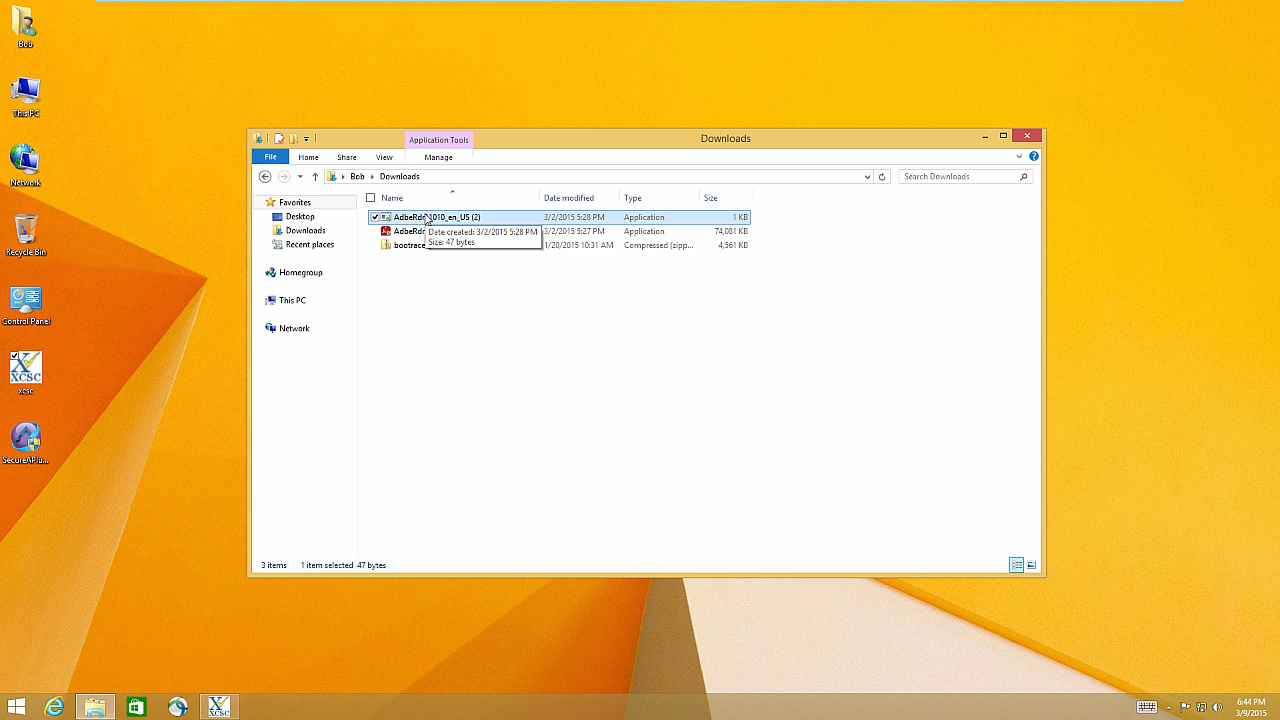 Bob
This PC
Network
Recycle Bin
Control Panel
XCSC
xcsc
SecureAPlu...
Application Tools
Downloads
File
Home
Share
View
Manage
Bob
Downloads
Search Downloads
Favorites
Desktop
Downloads
Recent places
Homegroup
This PC
Network
Name
Date modified
Type
Size
AdbeRdr1010_en_US (2)
3/2/2015 5:28 PM
Application
1 KB
AdbeRdr
3/2/2015 5:27 PM
Application
74,081 KB
bootrace
1/20/2015 10:31 AM
Compressed (zipp...
4,561 KB
Date created: 3/2/2015 5:28 PM
Size: 47 bytes
3 items
1 item selected 47 bytes
XCSC
6:44 PM
3/9/2015